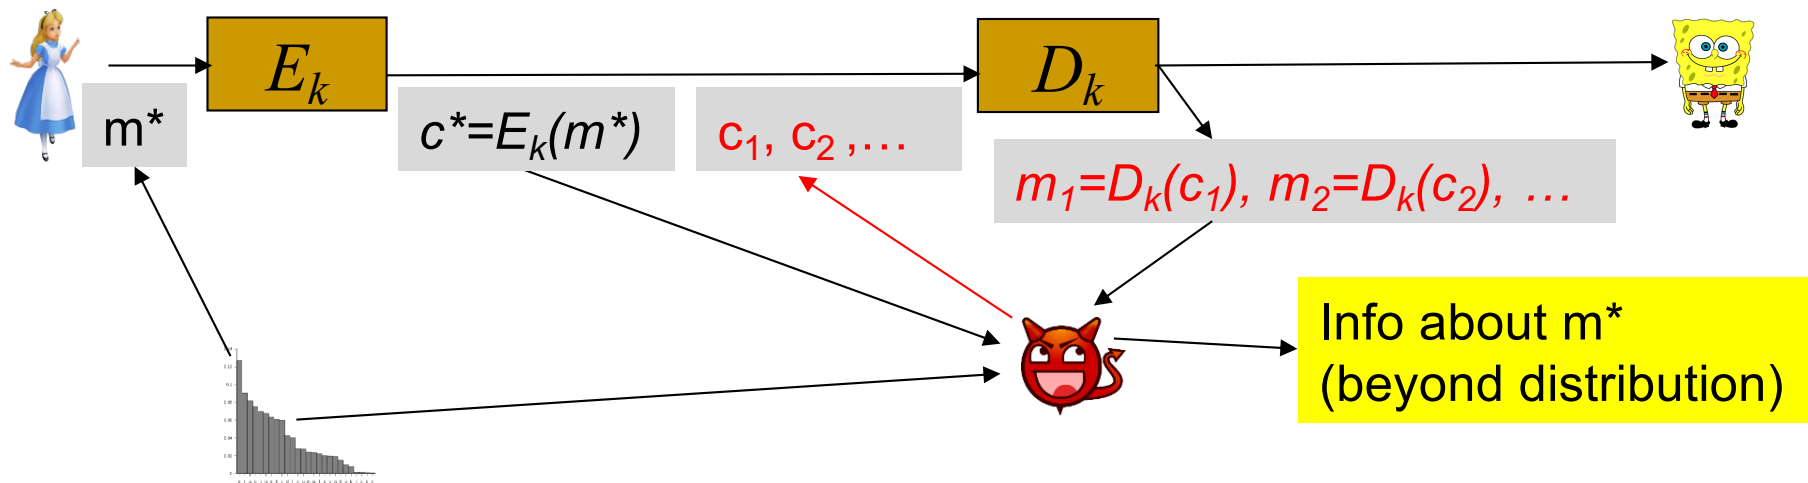 E_k
D_k
m*
c*=E_k(m*)
c_1, c_2 ,…
m_1=D_k(c_1), m_2=D_k(c_2), …
Info about m*
(beyond distribution)